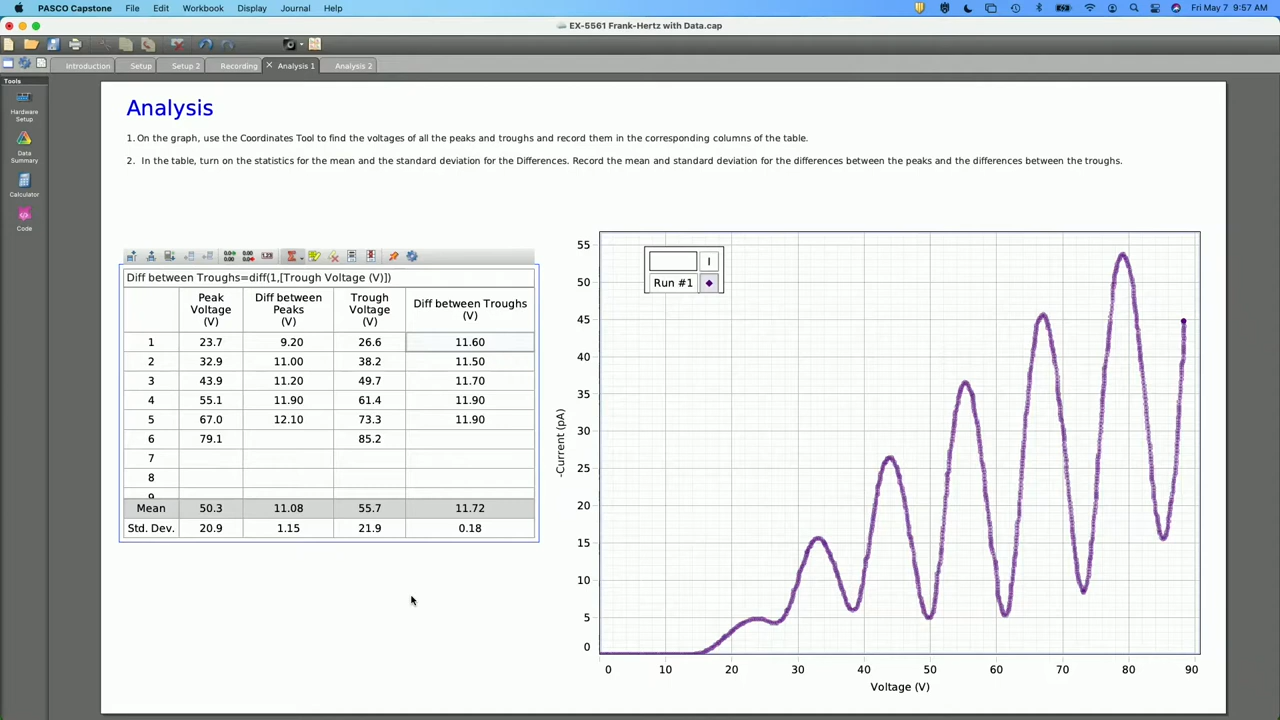 PASCO Capstone File Edit Workbook Display Journal Help
Fri May 7 9:57 AM
EX-5561 Frank-Hertz with Data.cap
Introduction Setup Setup 2 Recording Analysis 1 Analysis 2
Tools
Hardware
Setup
Data
Summary
Calculator
Code
Analysis
1. On the graph, use the Coordinates Tool to find the voltages of all the peaks and troughs and record them in the corresponding columns of the table.
2. In the table, turn on the statistics for the mean and the standard deviation for the Differences. Record the mean and standard deviation for the differences between the peaks and the differences between the troughs.
Diff between Troughs=diff(1,[Trough Voltage (V)])
Peak Voltage (V) Diff between Peaks (V) Trough Voltage (V) Diff between Troughs (V)
1 23.7 9.20 26.6 11.60
2 32.9 11.00 38.2 11.50
3 43.9 11.20 49.7 11.70
4 55.1 11.90 61.4 11.90
5 67.0 12.10 73.3 11.90
6 79.1 85.2
7
8
9
Mean 50.3 11.08 55.7 11.72
Std. Dev. 20.9 1.15 21.9 0.18
I
Run #1
-Current (pA)
55
50
45
40
35
30
25
20
15
10
5
0
0 10 20 30 40 50 60 70 80 90
Voltage (V)